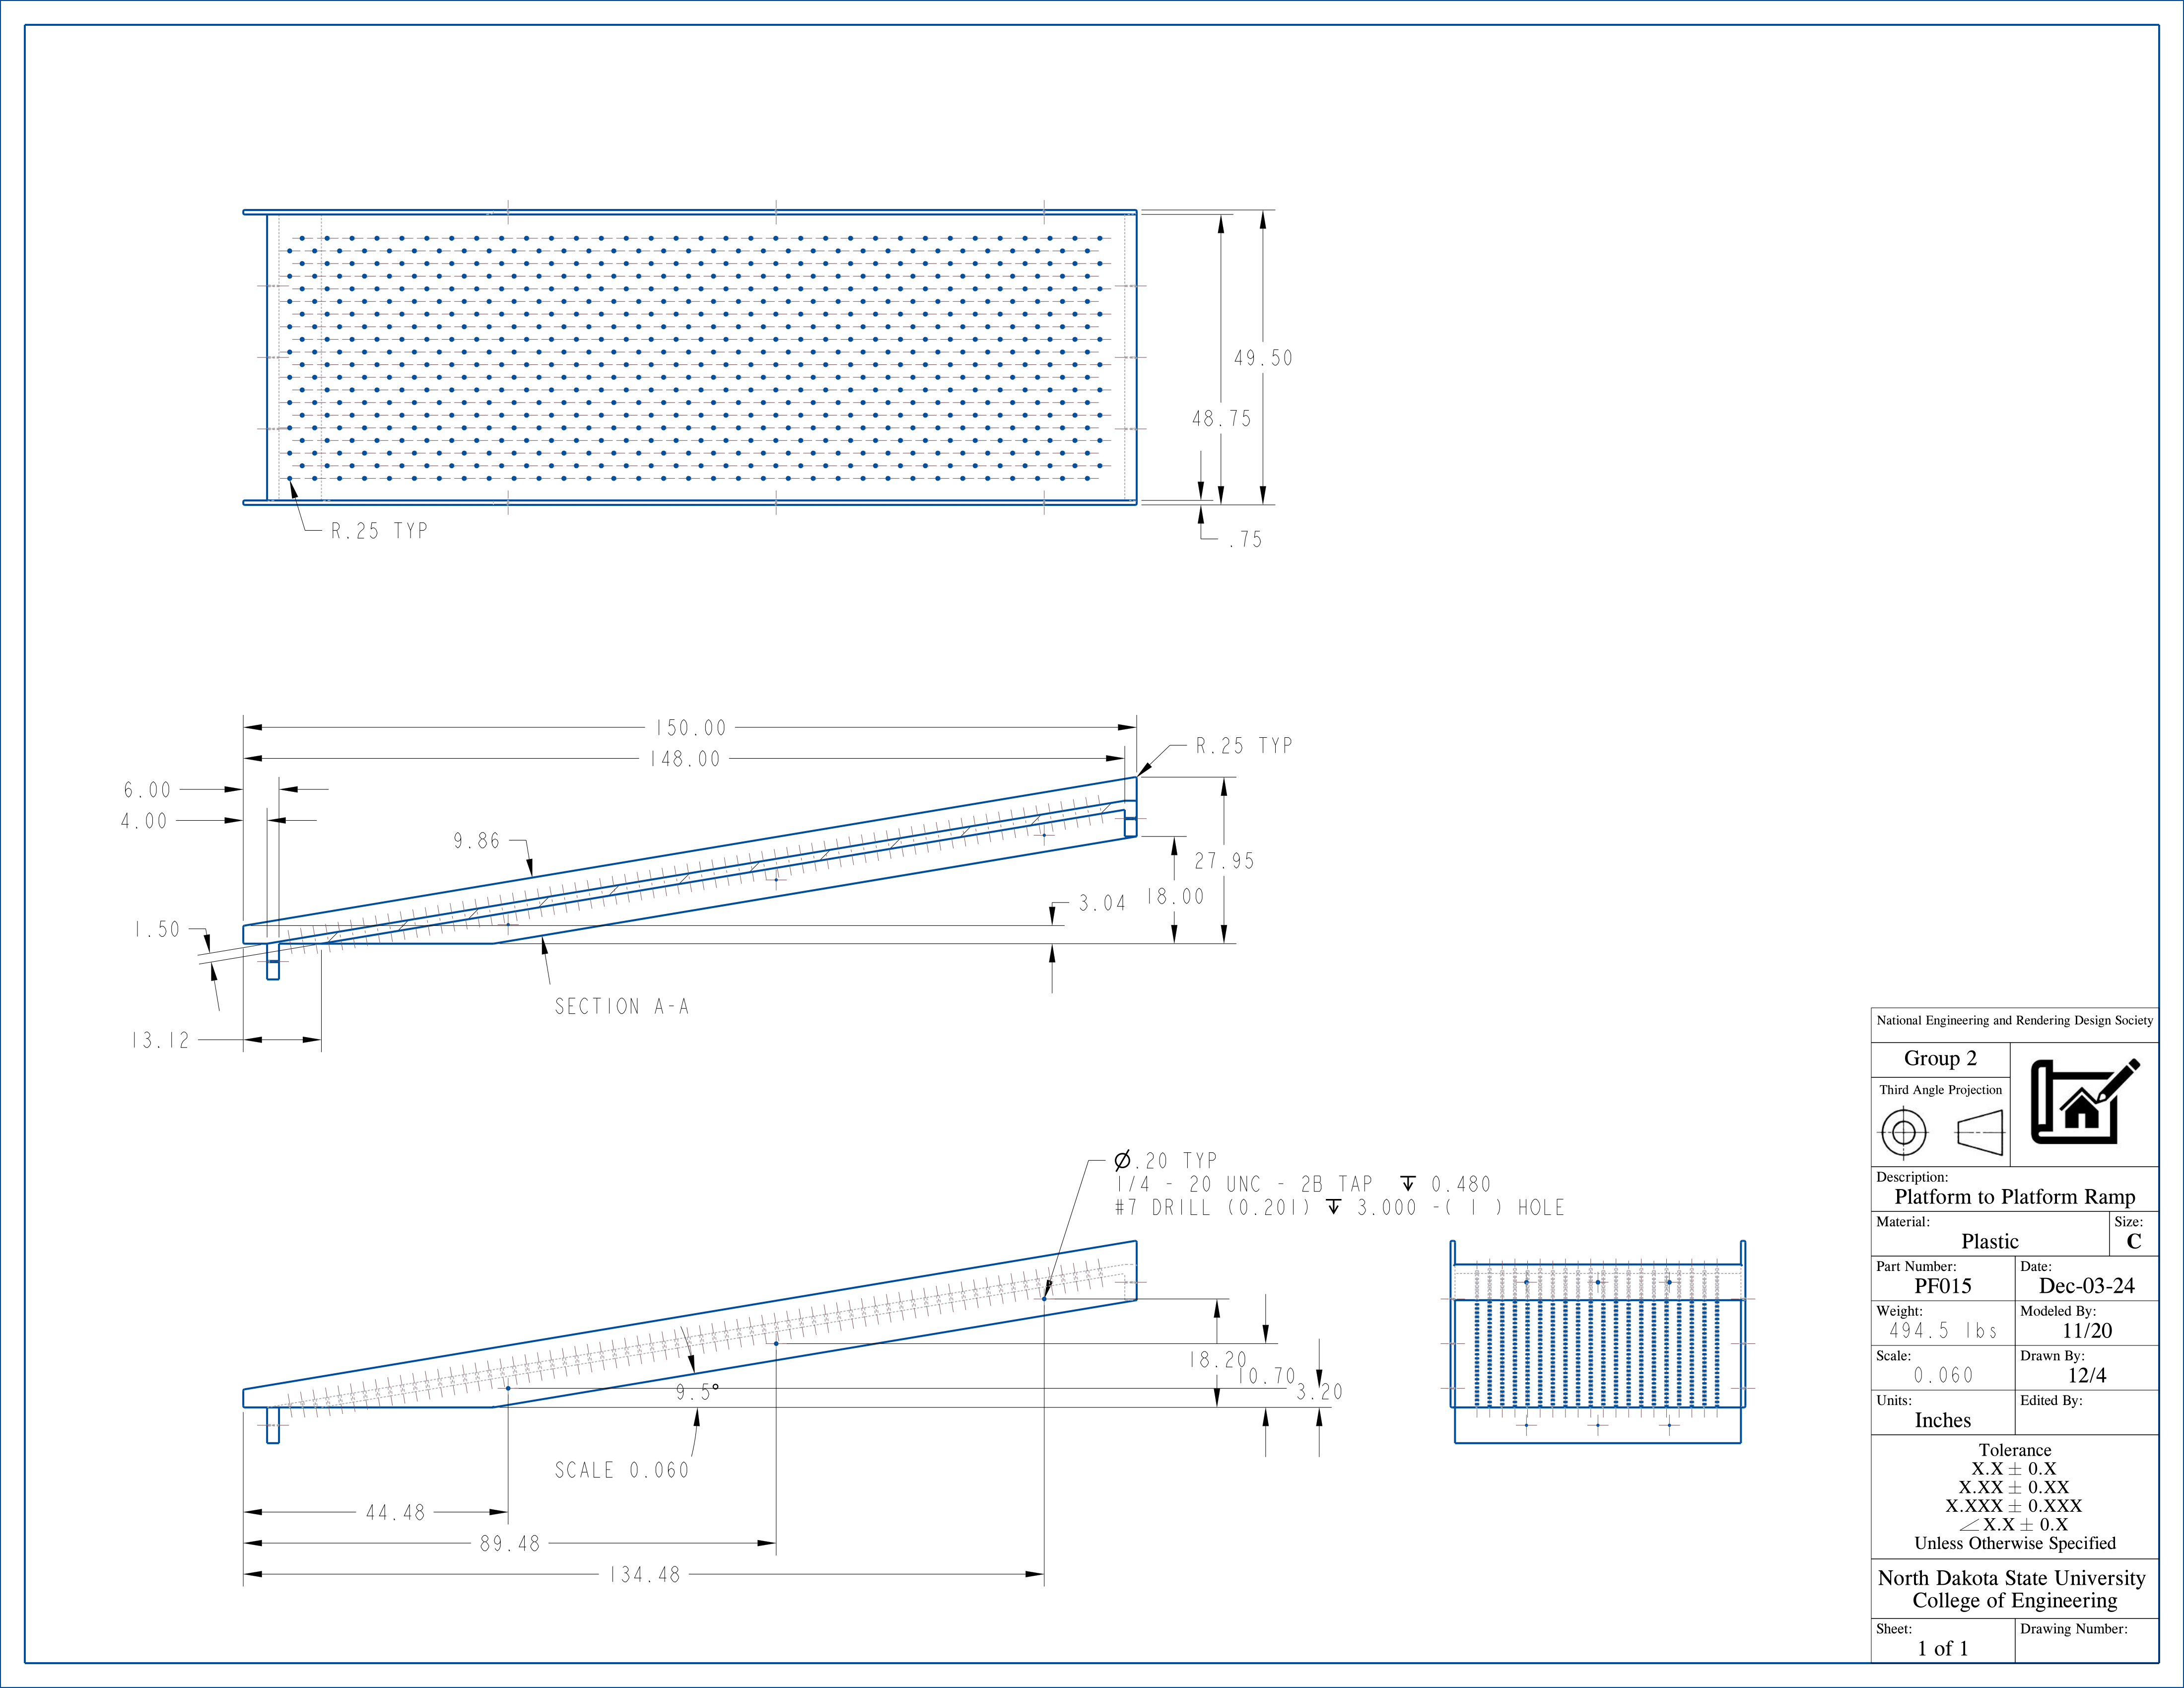 49.50
48.75
.75
R.25 TYP
150.00
148.00
R.25 TYP
6.00
4.00
9.86
27.95
18.00
3.04
1.50
SECTION A-A
13.12
Ø.20 TYP
1/4 - 20 UNC - 2B TAP ↧ 0.480
#7 DRILL (0.201) ↧ 3.000 -( 1 ) HOLE
18.20
10.70
3.20
9.5°
SCALE 0.060
44.48
89.48
134.48
National Engineering and Rendering Design Society
Group 2
Third Angle Projection
Description:
Platform to Platform Ramp
Material:
Plastic
Size:
C
Part Number:
PF015
Date:
Dec-03-24
Weight:
494.5 lbs
Modeled By:
11/20
Scale:
0.060
Drawn By:
12/4
Units:
Inches
Edited By:
Tolerance
X.X ± 0.X
X.XX ± 0.XX
X.XXX ± 0.XXX
∠X.X ± 0.X
Unless Otherwise Specified
North Dakota State University
College of Engineering
Sheet:
1 of 1
Drawing Number: